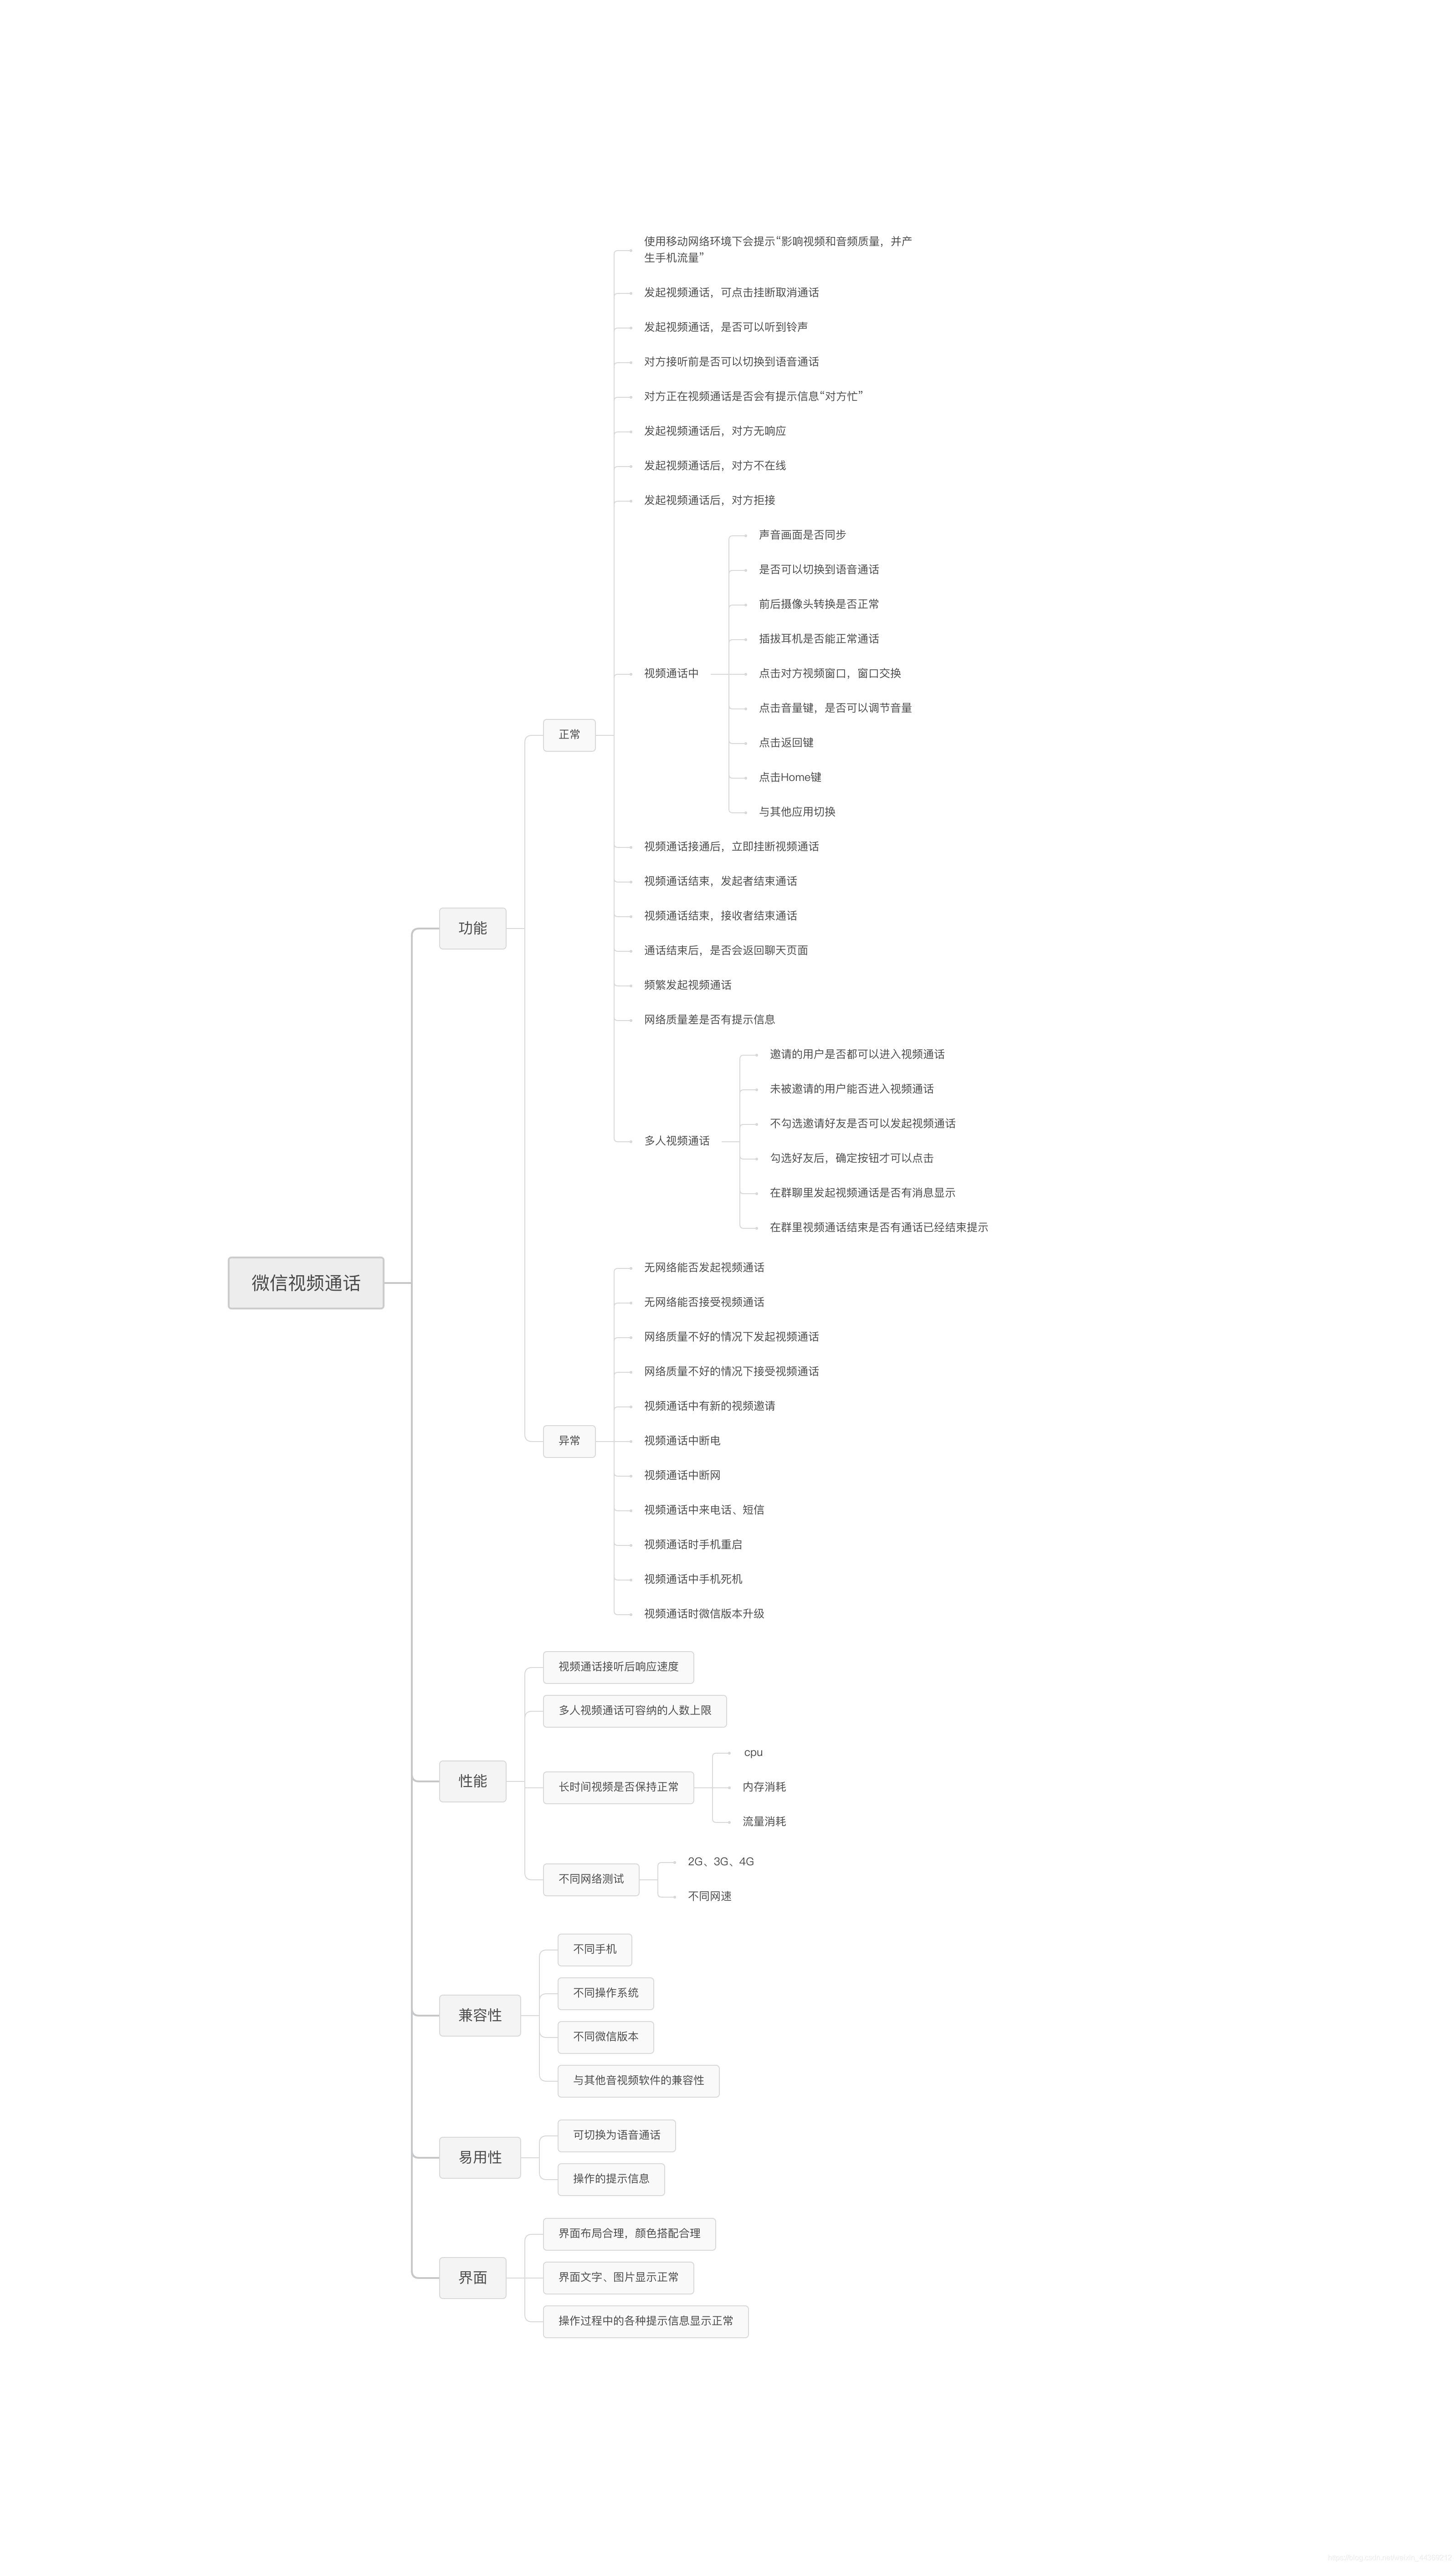 使用移动网络环境下会提示“影响视频和音频质量，并产
生手机流量”
发起视频通话，可点击挂断取消通话
发起视频通话，是否可以听到铃声
对方接听前是否可以切换到语音通话
对方正在视频通话是否会有提示信息“对方忙”
发起视频通话后，对方无响应
发起视频通话后，对方不在线
发起视频通话后，对方拒接
声音画面是否同步
是否可以切换到语音通话
前后摄像头转换是否正常
插拔耳机是否能正常通话
视频通话中
点击对方视频窗口，窗口交换
点击音量键，是否可以调节音量
正常
点击返回键
点击Home键
与其他应用切换
视频通话接通后，立即挂断视频通话
视频通话结束，发起者结束通话
功能
视频通话结束，接收者结束通话
通话结束后，是否会返回聊天页面
频繁发起视频通话
网络质量差是否有提示信息
邀请的用户是否都可以进入视频通话
未被邀请的用户能否进入视频通话
不勾选邀请好友是否可以发起视频通话
多人视频通话
勾选好友后，确定按钮才可以点击
在群聊里发起视频通话是否有消息显示
在群里视频通话结束是否有通话已经结束提示
微信视频通话
无网络能否发起视频通话
无网络能否接受视频通话
网络质量不好的情况下发起视频通话
网络质量不好的情况下接受视频通话
视频通话中有新的视频邀请
异常
视频通话中断电
视频通话中断网
视频通话中来电话、短信
视频通话时手机重启
视频通话中手机死机
视频通话时微信版本升级
视频通话接听后响应速度
多人视频通话可容纳的人数上限
性能
长时间视频是否保持正常
cpu
内存消耗
流量消耗
不同网络测试
2G、3G、4G
不同网速
不同手机
不同操作系统
兼容性
不同微信版本
与其他音视频软件的兼容性
可切换为语音通话
易用性
操作的提示信息
界面布局合理，颜色搭配合理
界面
界面文字、图片显示正常
操作过程中的各种提示信息显示正常